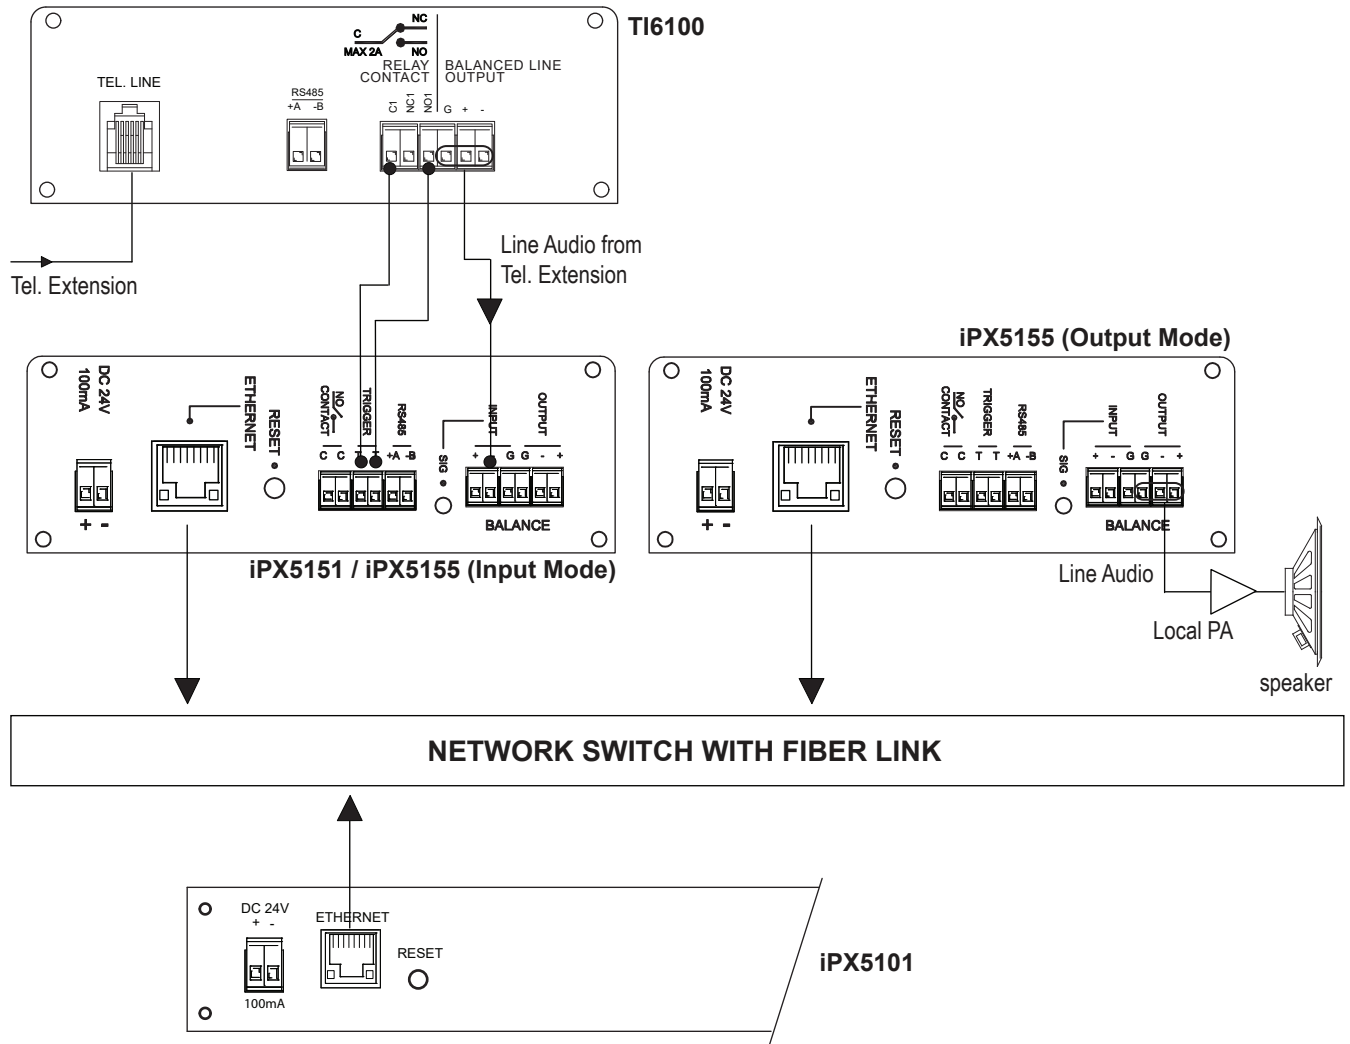 TI6100
NC
C
MAX 2A
NO
RELAY CONTACT
BALANCED LINE OUTPUT
TEL. LINE
RS485
+A -B
C1 NC1 NO1 G + -
Tel. Extension
Line Audio from
Tel. Extension
iPX5155 (Output Mode)
DC 24V
100mA
ETHERNET
RESET
NO
CONTACT
TRIGGER
RS485
INPUT
OUTPUT
C C T T +A -B
SIG
+ G G - +
+ -
BALANCE
iPX5151 / iPX5155 (Input Mode)
DC 24V
100mA
ETHERNET
RESET
NO
CONTACT
TRIGGER
RS485
INPUT
OUTPUT
C C T T +A -B
SIG
+ - G G - +
+ -
BALANCE
Line Audio
Local PA
speaker
NETWORK SWITCH WITH FIBER LINK
DC 24V
+ -
ETHERNET
RESET
100mA
iPX5101